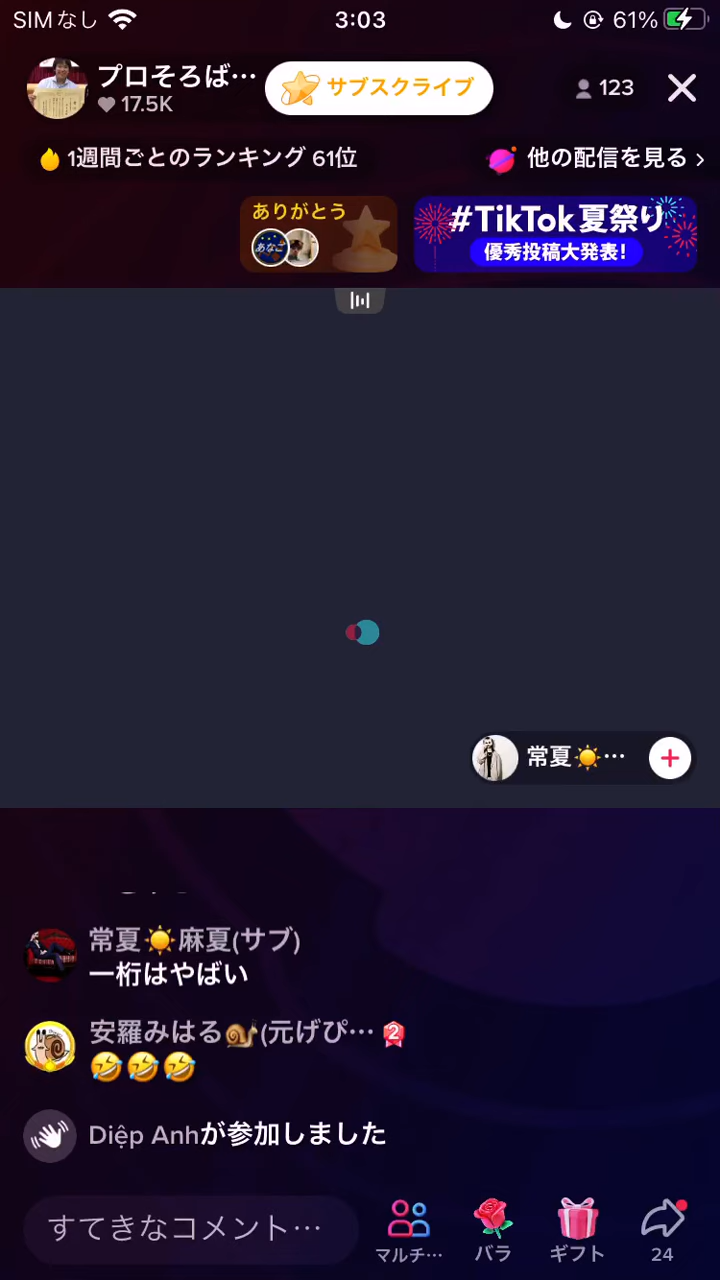 SIMなし 3:03 61%
プロそろば… サブスクライブ 123
17.5K
1週間ごとのランキング 61位 他の配信を見る
ありがとう
あなご
#TikTok夏祭り
優秀投稿大発表!
常夏☀️…
常夏☀️麻夏(サブ)
一桁はやばい
安羅みはる🐌(元げぴ… 2
🤣🤣🤣
Diệp Anhが参加しました
すてきなコメント…
マルチ… バラ ギフト 24